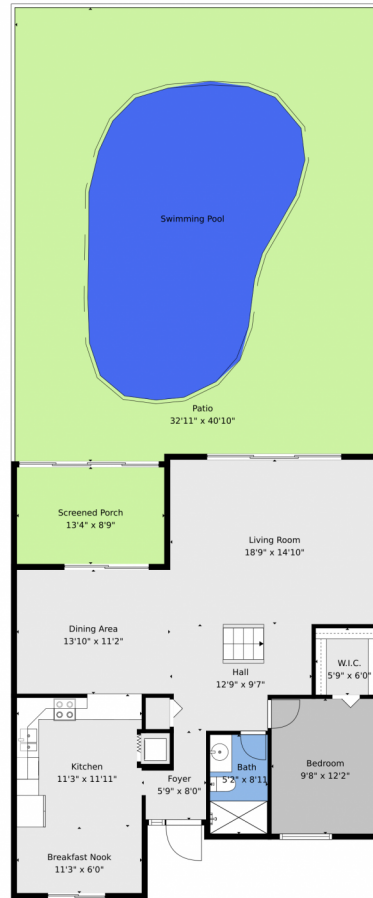 Swimming Pool
Patio
32'11" x 40'10"
Screened Porch
13'4" x 8'9"
Living Room
18'9" x 14'10"
Dining Area
13'10" x 11'2"
Hall
12'9" x 9'7"
W.I.C.
5'9" x 6'0"
Kitchen
11'3" x 11'11"
Foyer
5'9" x 8'0"
Bath
5'2" x 8'11"
Bedroom
9'8" x 12'2"
Breakfast Nook
11'3" x 6'0"